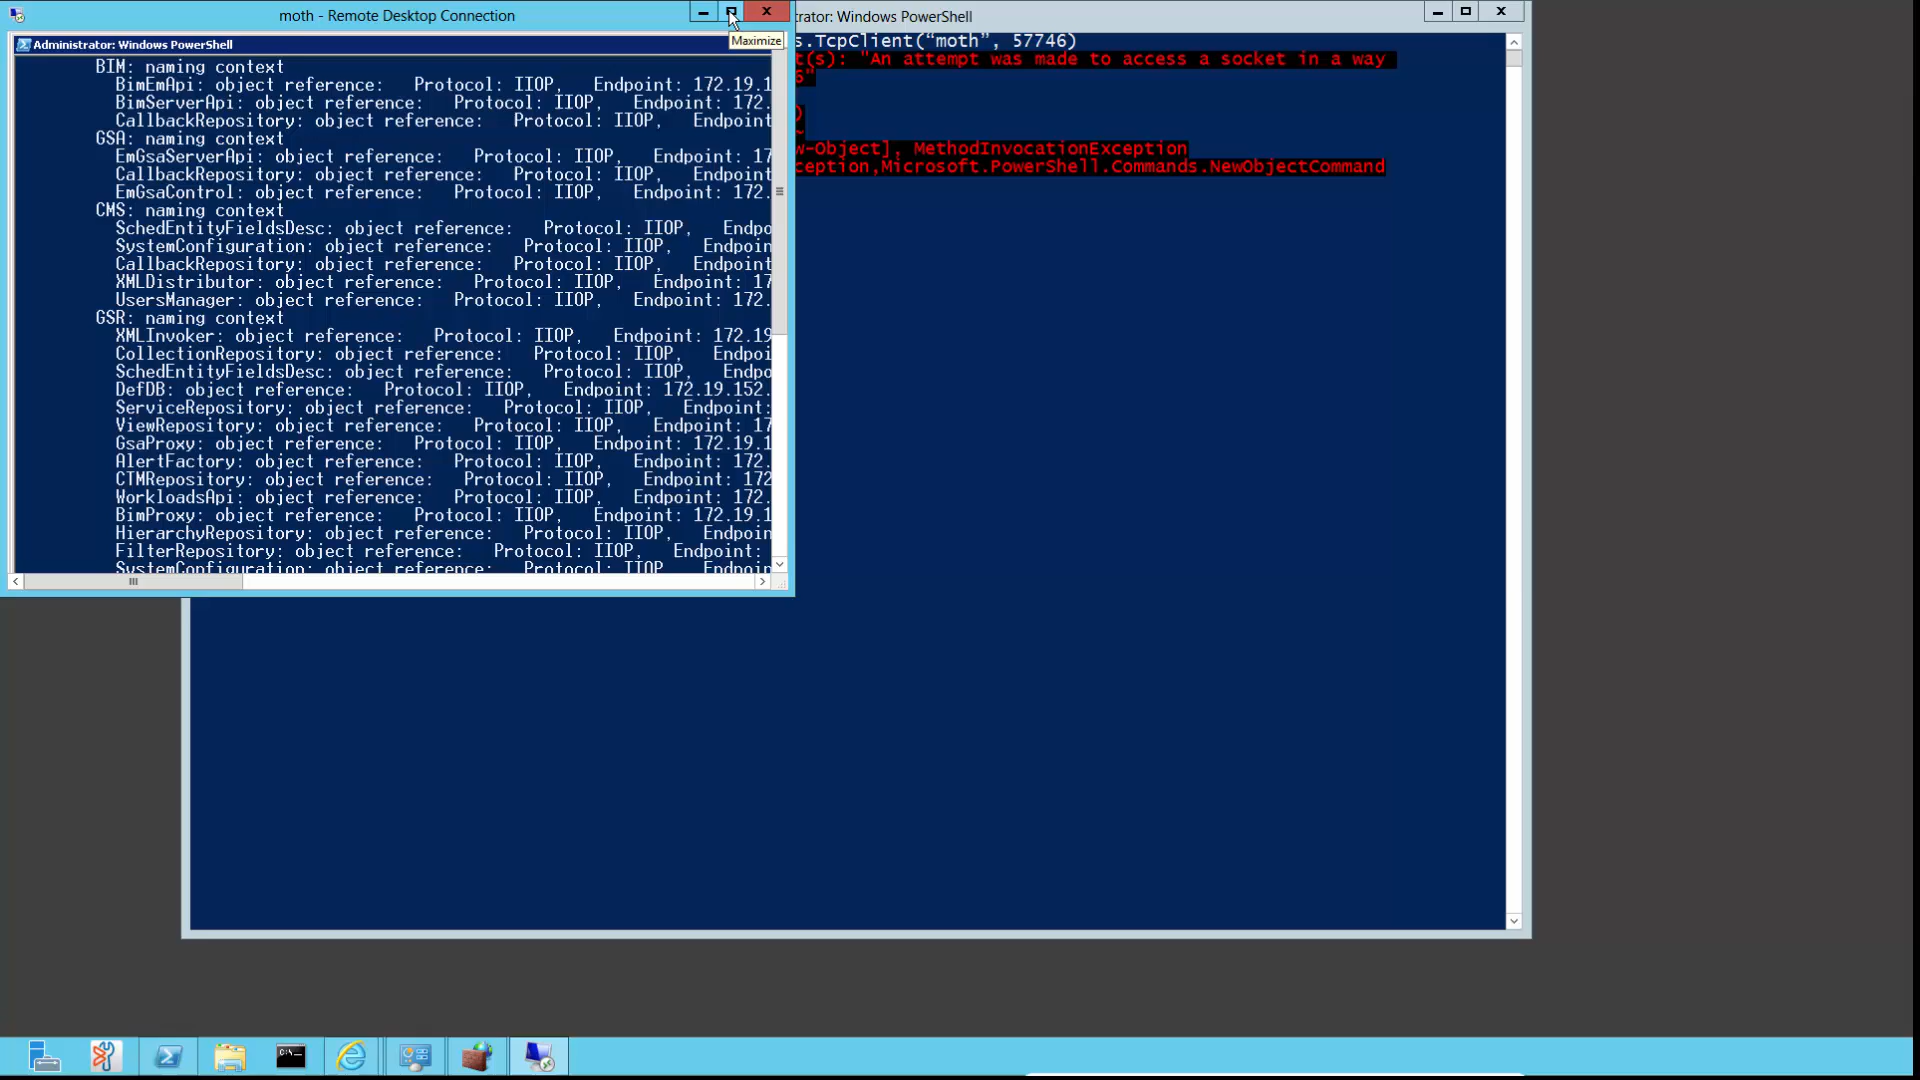 moth - Remote Desktop Connection
Maximize
Administrator: Windows PowerShell
BIM: naming context
BimEmApi: object reference: Protocol: IIOP, Endpoint: 172.19.1
BimServerApi: object reference: Protocol: IIOP, Endpoint: 172.
CallbackRepository: object reference: Protocol: IIOP, Endpoint
GSA: naming context
EmGsaServerApi: object reference: Protocol: IIOP, Endpoint: 17
CallbackRepository: object reference: Protocol: IIOP, Endpoint
EmGsaControl: object reference: Protocol: IIOP, Endpoint: 172.
CMS: naming context
SchedEntityFieldsDesc: object reference: Protocol: IIOP, Endpo
SystemConfiguration: object reference: Protocol: IIOP, Endpoin
CallbackRepository: object reference: Protocol: IIOP, Endpoint
XMLDistributor: object reference: Protocol: IIOP, Endpoint: 17
UsersManager: object reference: Protocol: IIOP, Endpoint: 172.
GSR: naming context
XMLInvoker: object reference: Protocol: IIOP, Endpoint: 172.19
CollectionRepository: object reference: Protocol: IIOP, Endpoi
SchedEntityFieldsDesc: object reference: Protocol: IIOP, Endpo
DefDB: object reference: Protocol: IIOP, Endpoint: 172.19.152.
ServiceRepository: object reference: Protocol: IIOP, Endpoint:
ViewRepository: object reference: Protocol: IIOP, Endpoint: 17
GsaProxy: object reference: Protocol: IIOP, Endpoint: 172.19.1
AlertFactory: object reference: Protocol: IIOP, Endpoint: 172.
CTMRepository: object reference: Protocol: IIOP, Endpoint: 172
WorkloadsApi: object reference: Protocol: IIOP, Endpoint: 172.
BimProxy: object reference: Protocol: IIOP, Endpoint: 172.19.1
HierarchyRepository: object reference: Protocol: IIOP, Endpoin
FilterRepository: object reference: Protocol: IIOP, Endpoint:
SystemConfiguration: object reference: Protocol: IIOP, Endpoin
trator: Windows PowerShell
s.TcpClient(“moth”, 57746)
t(s): "An attempt was made to access a socket in a way
6"
)
~
w-Object], MethodInvocationException
ception,Microsoft.PowerShell.Commands.NewObjectCommand